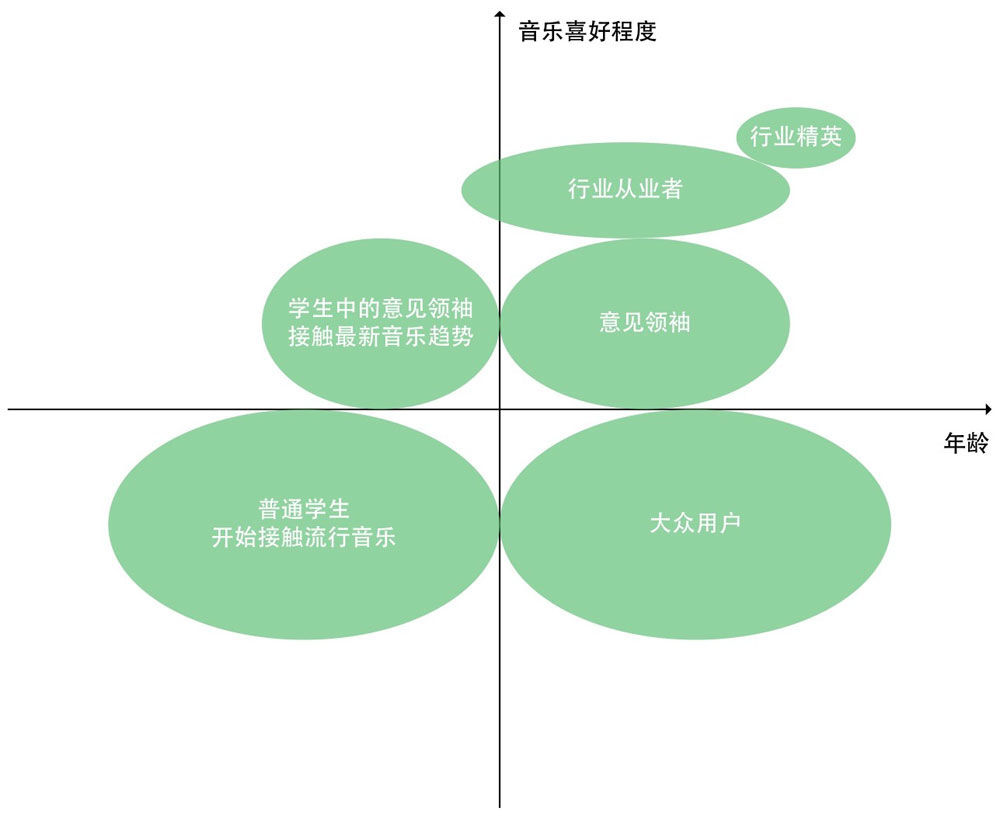 音乐喜好程度
行业精英
行业从业者
学生中的意见领袖
接触最新音乐趋势
意见领袖
年龄
普通学生
开始接触流行音乐
大众用户